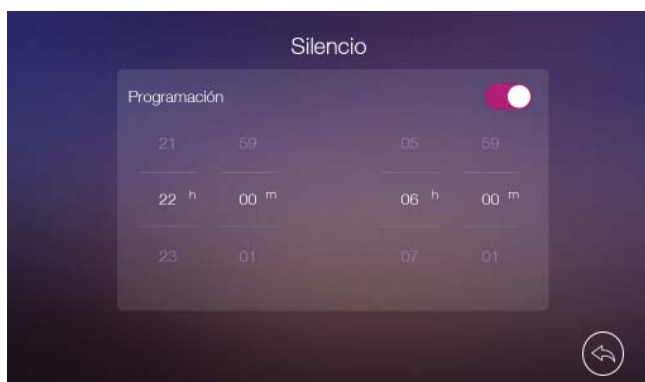 Silencio
Programación
21 59 05 59
22 h 00 m 06 h 00 m
23 01 07 01